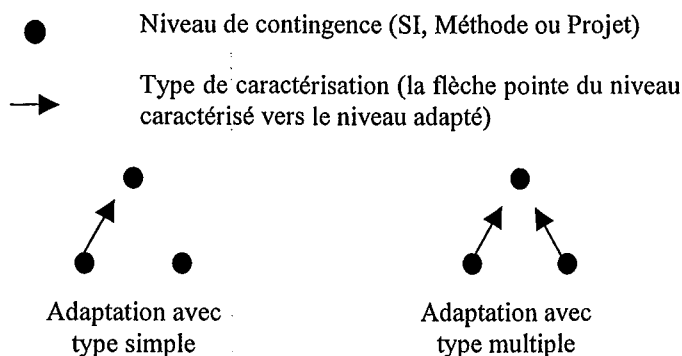 Niveau de contingence (SI, Méthode ou Projet)
Type de caractérisation (la flèche pointe du niveau
caractérisé vers le niveau adapté)
Adaptation avec
type simple
Adaptation avec
type multiple